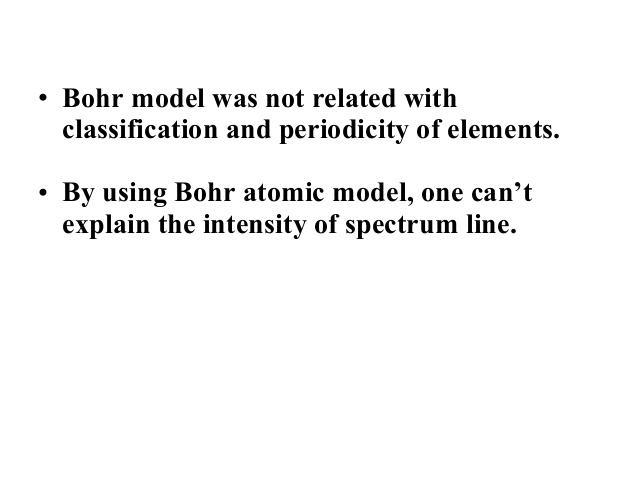 • Bohr model was not related with
classification and periodicity of elements.
• By using Bohr atomic model, one can’t
explain the intensity of spectrum line.